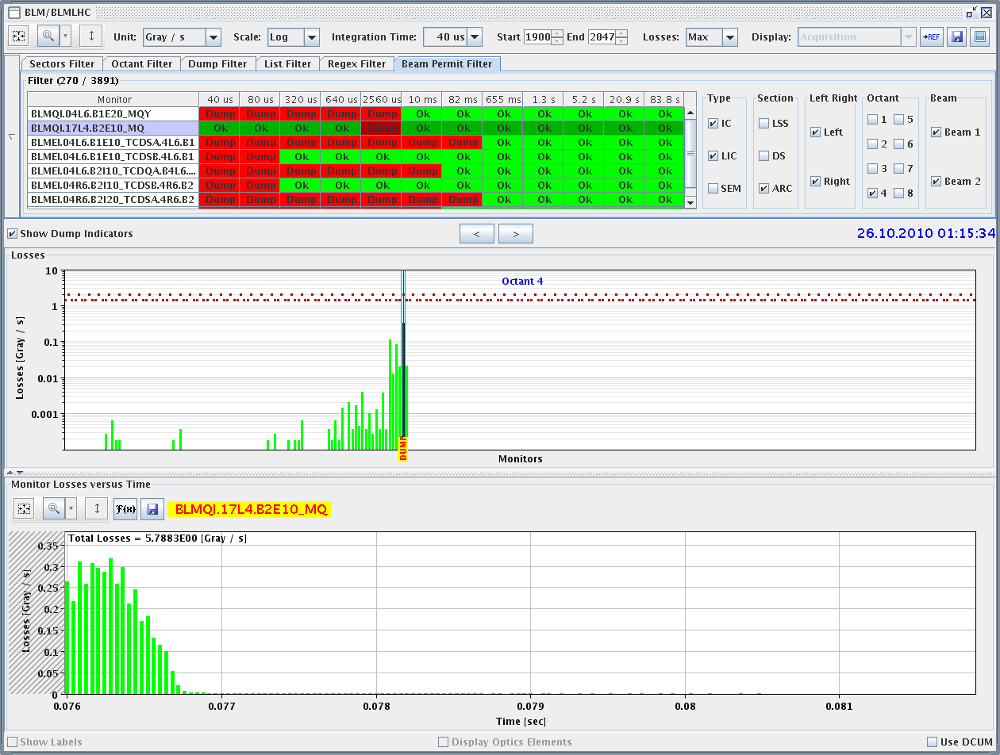 BLM/BLMLHC
Unit: Gray / s Scale: Log Integration Time: 40 us Start 1900 End 2047 Losses: Max Display: Acquisition →REF
Sectors Filter Octant Filter Dump Filter List Filter Regex Filter Beam Permit Filter
Filter (270 / 3891)
Monitor 40 us 80 us 320 us 640 us 2560 us 10 ms 82 ms 655 ms 1.3 s 5.2 s 20.9 s 83.8 s
BLMQI.04L6.B1E20_MQY Dump Dump Dump Dump Dump Ok Ok Ok Ok Ok Ok Ok
BLMQI.17L4.B2E10_MQ Ok Ok Ok Ok Dump Ok Ok Ok Ok Ok Ok Ok
BLMEI.04L6.B1E10_TCDSA.4L6.B1 Dump Dump Dump Dump Dump Dump Dump Ok Ok Ok Ok Ok
BLMEI.04L6.B1E10_TCDSB.4L6.B1 Dump Dump Ok Ok Ok Ok Ok Ok Ok Ok Ok Ok
BLMEI.04L6.B2I10_TCDQA.B4L6.... Dump Dump Dump Dump Dump Dump Ok Ok Ok Ok Ok Ok
BLMEI.04R6.B2I10_TCDSB.4R6.B2 Dump Dump Ok Ok Ok Ok Ok Ok Ok Ok Ok Ok
BLMEI.04R6.B2I20_TCDSA.4R6.B2 Dump Dump Dump Dump Dump Dump Dump Ok Ok Ok Ok Ok
Type
IC
LIC
SEM
Section
LSS
DS
ARC
Left Right
Left
Right
Octant
1 5
2 6
3 7
4 8
Beam
Beam 1
Beam 2
Show Dump Indicators < > 26.10.2010 01:15:34
Losses
Octant 4
Losses [Gray / s]
10
1
0.1
0.01
0.001
DUMP
Monitors
Monitor Losses versus Time
F(x) BLMQI.17L4.B2E10_MQ
Total Losses = 5.7883E00 [Gray / s]
Losses [Gray / s]
0.35
0.3
0.25
0.2
0.15
0.1
0.05
0
0.076 0.077 0.078 0.079 0.08 0.081
Time [sec]
Show Labels Display Optics Elements Use DCUM